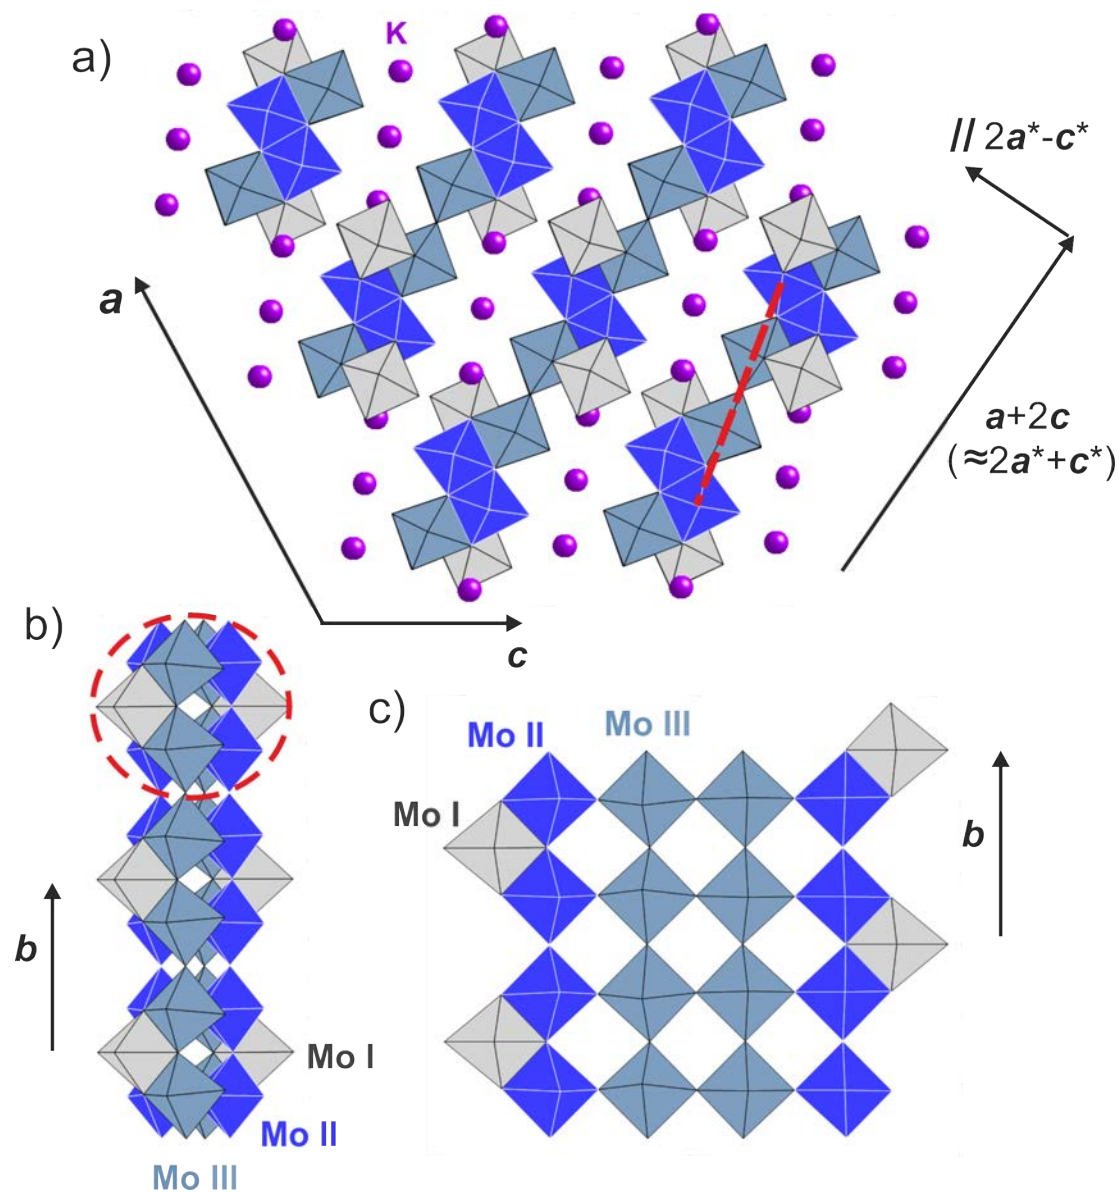 a)
K
// 2a*-c*
a
a+2c
(≈2a*+c*)
c
b)
c)
Mo II
Mo III
Mo I
b
b
Mo I
Mo II
Mo III